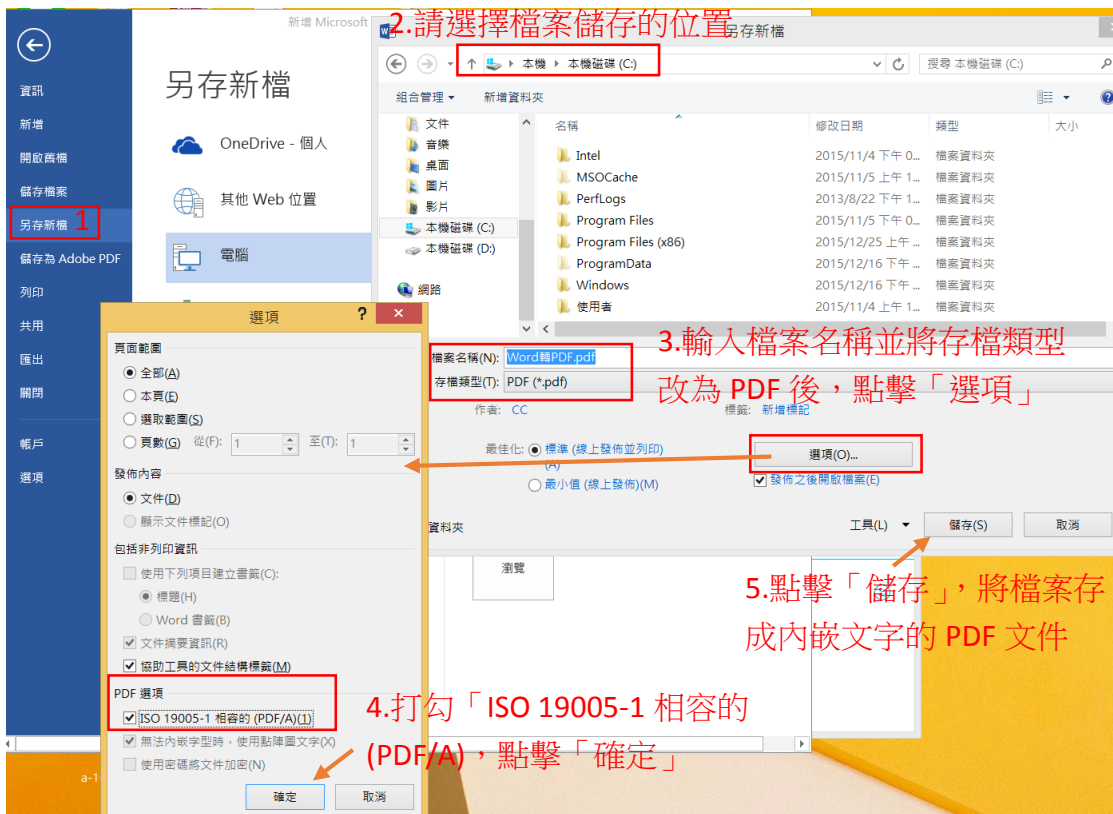 新增 Microsoft
2.請選擇檔案儲存的位置
另存新檔
本機 本機磁碟 (C:)
搜尋 本機磁碟 (C:)
資訊
新增
開啟舊檔
儲存檔案
另存新檔 1
儲存為 Adobe PDF
列印
共用
匯出
關閉
帳戶
選項
另存新檔
OneDrive - 個人
其他 Web 位置
電腦
組合管理 新增資料夾
文件
音樂
桌面
圖片
影片
本機磁碟 (C:)
本機磁碟 (D:)
網路
名稱 修改日期 類型 大小
Intel 2015/11/4 下午 0... 檔案資料夾
MSOCache 2015/11/5 上午 1... 檔案資料夾
PerfLogs 2013/8/22 下午 1... 檔案資料夾
Program Files 2015/11/5 下午 0... 檔案資料夾
Program Files (x86) 2015/12/25 上午 ... 檔案資料夾
ProgramData 2015/12/16 下午 ... 檔案資料夾
Windows 2015/12/16 下午 ... 檔案資料夾
使用者 2015/11/4 上午 1... 檔案資料夾
3.輸入檔案名稱並將存檔類型
改為 PDF 後，點擊「選項」
檔案名稱(N): Word轉PDF.pdf
存檔類型(T): PDF (*.pdf)
作者: CC 標籤: 新增標記
最佳化: 標準 (線上發佈並列印)
(A)
最小值 (線上發佈)(M)
選項(O)...
發佈之後開啟檔案(E)
資料夾
工具(L) 儲存(S) 取消
瀏覽
5.點擊「儲存」，將檔案存
成內嵌文字的 PDF 文件
選項 ?
頁面範圍
全部(A)
本頁(E)
選取範圍(S)
頁數(G) 從(F): 1 至(T): 1
發佈內容
文件(D)
顯示文件標記(O)
包括非列印資訊
使用下列項目建立書籤(C):
標題(H)
Word 書籤(B)
文件摘要資訊(R)
協助工具的文件結構標籤(M)
PDF 選項
ISO 19005-1 相容的 (PDF/A)(1)
無法內嵌字型時，使用點陣圖文字(X)
使用密碼將文件加密(N)
確定 取消
4.打勾「ISO 19005-1 相容的
(PDF/A)，點擊「確定」